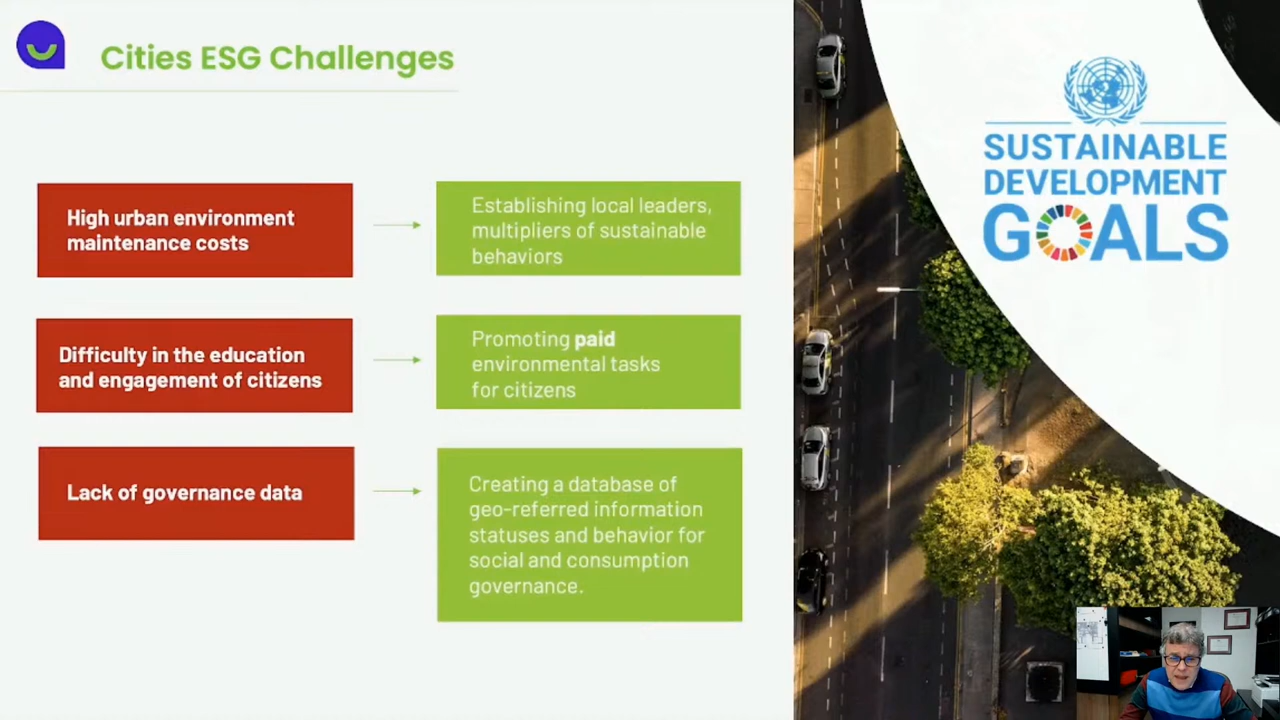 Cities ESG Challenges
High urban environment
maintenance costs
Establishing local leaders,
multipliers of sustainable
behaviors
Difficulty in the education
and engagement of citizens
Promoting paid
environmental tasks
for citizens
Lack of governance data
Creating a database of
geo-referred information
statuses and behavior for
social and consumption
governance.
SUSTAINABLE
DEVELOPMENT
GOALS